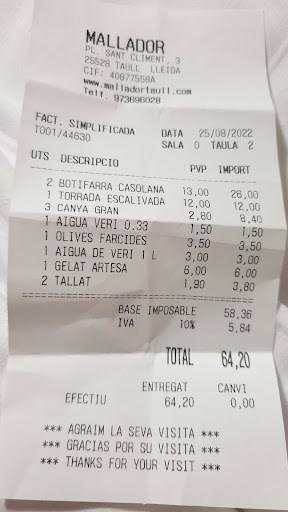 MALLADOR
PL. SANT CLIMENT, 3
25528 TAÜLL LLEIDA
CIF: 40877558A
www.malladortaull.com
Telf. 973696028
FACT. SIMPLIFICADA DATA 25/08/2022
T001/44630 SALA 0 TAULA 2
UTS DESCRIPCIO PVP IMPORT
2 BOTIFARRA CASOLANA 13,00 26,00
1 TORRADA ESCALIVADA 12,00 12,00
3 CANYA GRAN 2,80 8,40
1 AIGUA VERI 0.33 1,50 1,50
1 OLIVES FARCIDES 3,50 3,50
1 AIGUA DE VERI 1 L 3,00 3,00
1 GELAT ARTESA 6,00 6,00
2 TALLAT 1,90 3,80
BASE IMPOSABLE 58,36
IVA 10% 5,84
TOTAL 64,20
ENTREGAT CANVI
EFECTIU 64,20 0,00
*** AGRAIM LA SEVA VISITA ***
*** GRACIAS POR SU VISITA ***
*** THANKS FOR YOUR VISIT ***